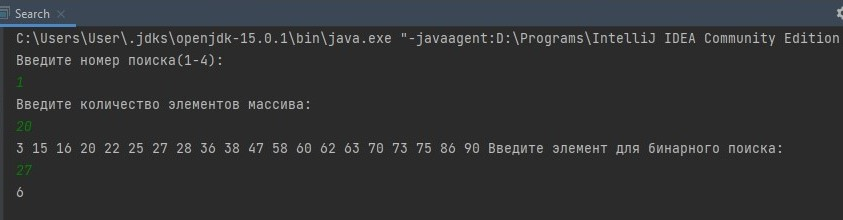 Search
C:\Users\User\.jdks\openjdk-15.0.1\bin\java.exe "-javaagent:D:\Programs\IntelliJ IDEA Community Edition
Введите номер поиска(1-4):
1
Введите количество элементов массива:
20
3 15 16 20 22 25 27 28 36 38 47 58 60 62 63 70 73 75 86 90 Введите элемент для бинарного поиска:
27
6